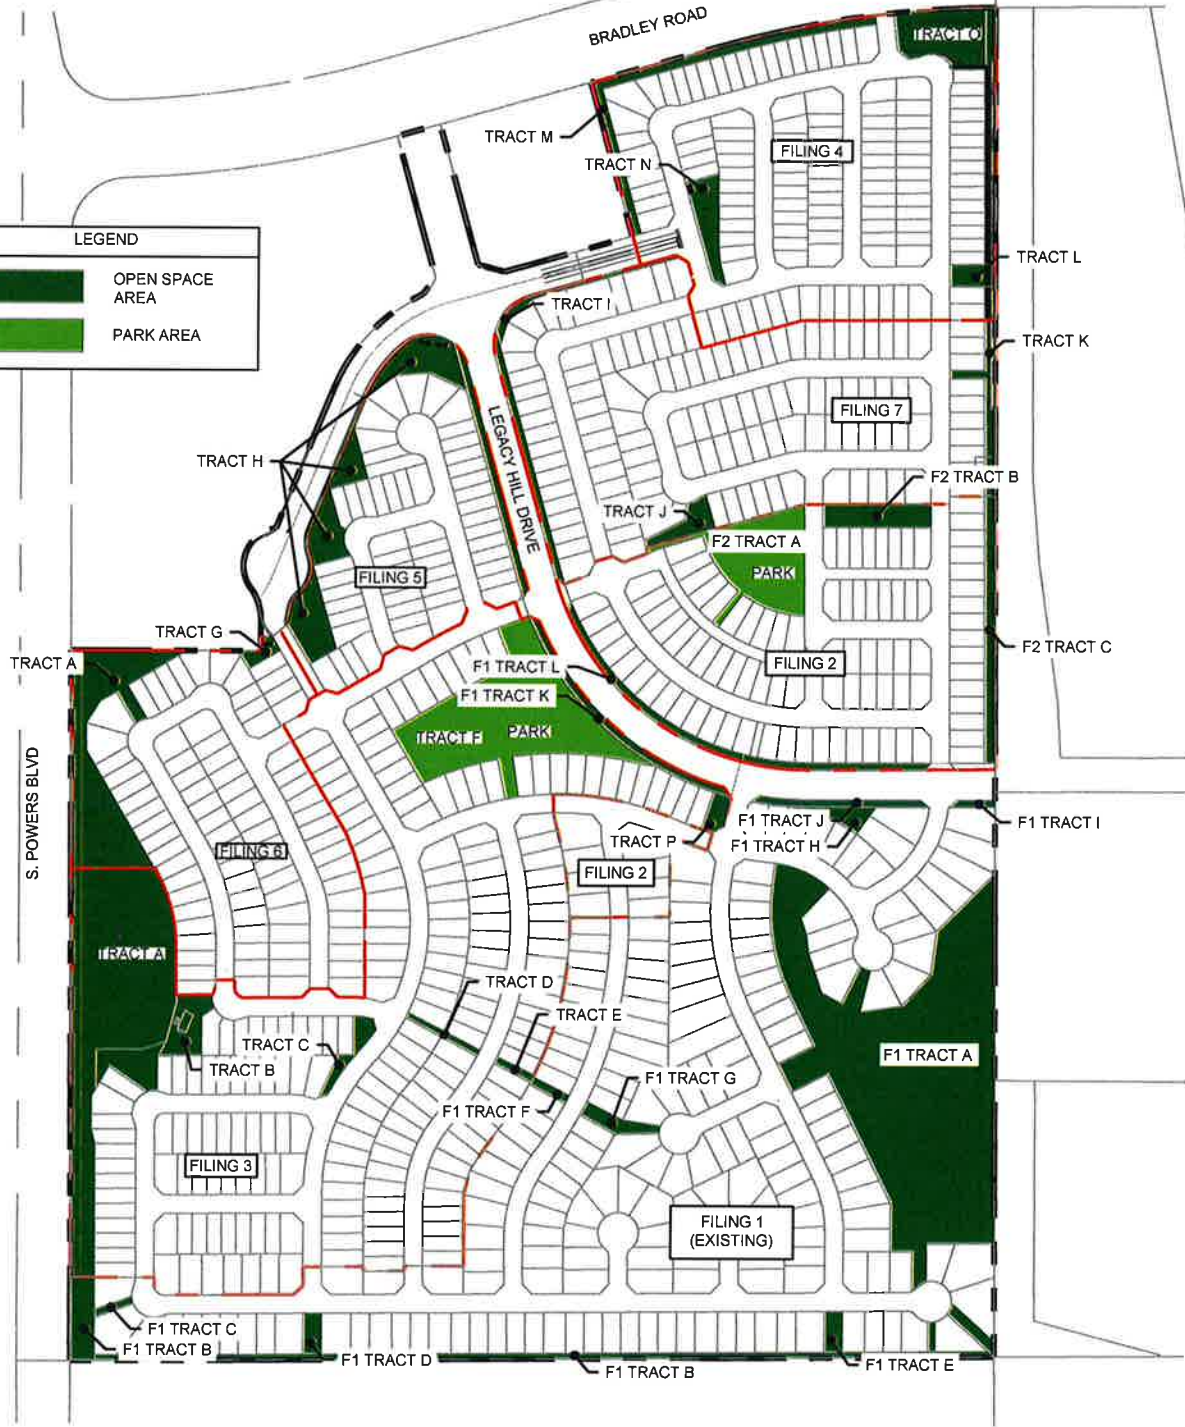 BRADLEY ROAD
TRACT O
TRACT M
FILING 4
TRACT N
LEGEND
OPEN SPACE
AREA
PARK AREA
TRACT L
TRACT I
TRACT K
LEGACY HILL DRIVE
FILING 7
TRACT H
F2 TRACT B
TRACT J
F2 TRACT A
PARK
FILING 5
TRACT G
TRACT A
F2 TRACT C
FILING 2
F1 TRACT L
F1 TRACT K
TRACT F
PARK
S. POWERS BLVD
F1 TRACT J
F1 TRACT I
TRACT P
F1 TRACT H
FILING 6
FILING 2
TRACT A
TRACT D
TRACT E
TRACT C
F1 TRACT A
TRACT B
F1 TRACT G
F1 TRACT F
FILING 3
FILING 1
(EXISTING)
F1 TRACT C
F1 TRACT B
F1 TRACT D
F1 TRACT B
F1 TRACT E